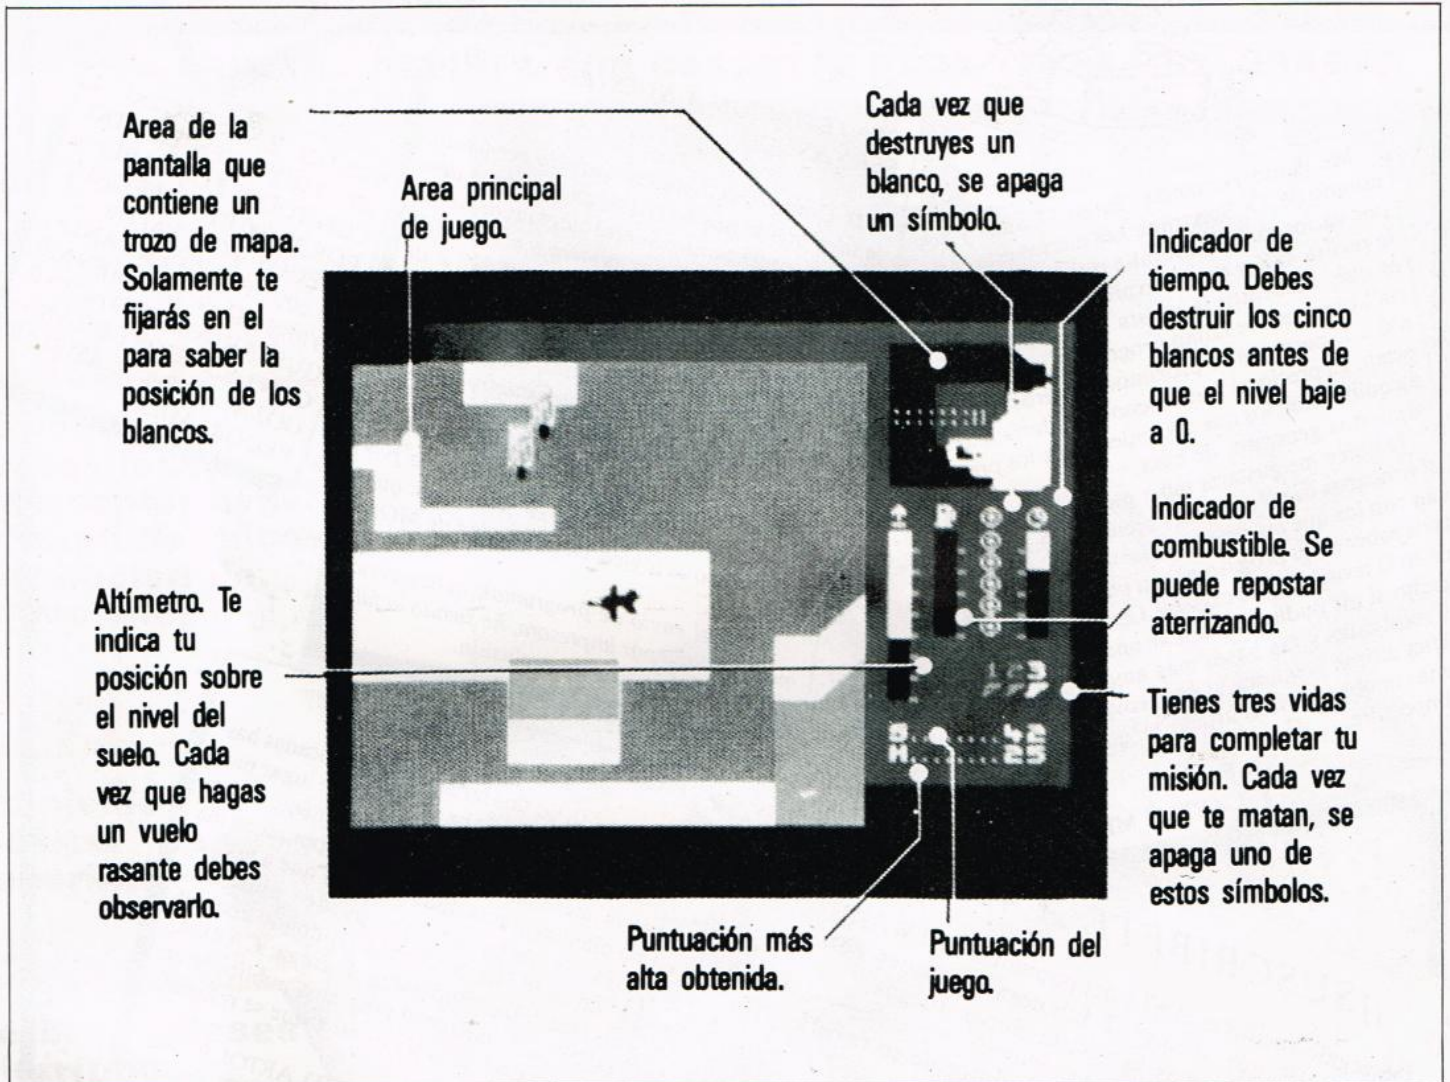 Area de la
pantalla que
contiene un
trozo de mapa.
Solamente te
fijarás en el
para saber la
posición de los
blancos.
Area principal
de juego.
Cada vez que
destruyes un
blanco, se apaga
un símbolo.
Indicador de
tiempo. Debes
destruir los cinco
blancos antes de
que el nivel baje
a 0.
Indicador de
combustible. Se
puede repostar
aterrizando.
Altímetro. Te
indica tu
posición sobre
el nivel del
suelo. Cada
vez que hagas
un vuelo
rasante debes
observarlo.
Tienes tres vidas
para completar tu
misión. Cada vez
que te matan, se
apaga uno de
estos símbolos.
Puntuación más
alta obtenida.
Puntuación del
juego.